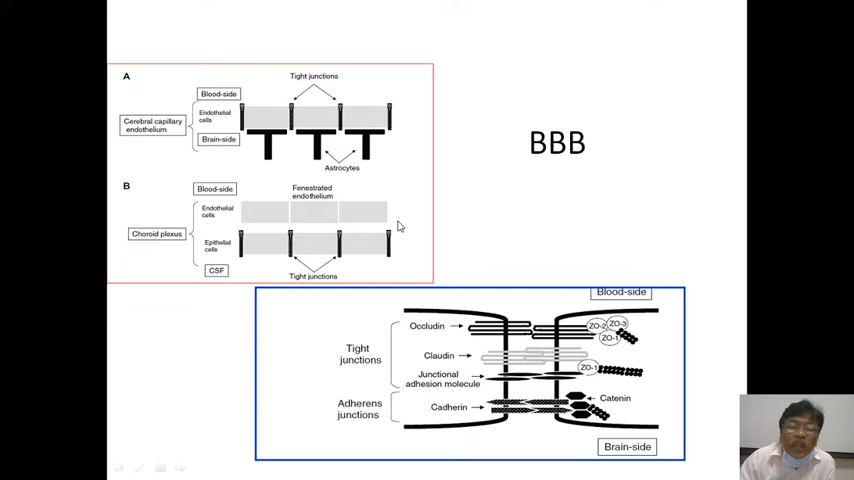 A
Tight junctions
Blood-side
Endothelial
cells
Cerebral capillary
endothelium
Brain-side
Astrocytes
B
Blood-side
Fenestrated
endothelium
Endothelial
cells
Choroid plexus
Epithelial
cells
CSF
Tight junctions
BBB
Blood-side
Occludin
ZO-2
ZO-3
ZO-1
Tight
junctions
Claudin
ZO-1
Junctional
adhesion molecule
Adherens
junctions
Cadherin
Catenin
Brain-side